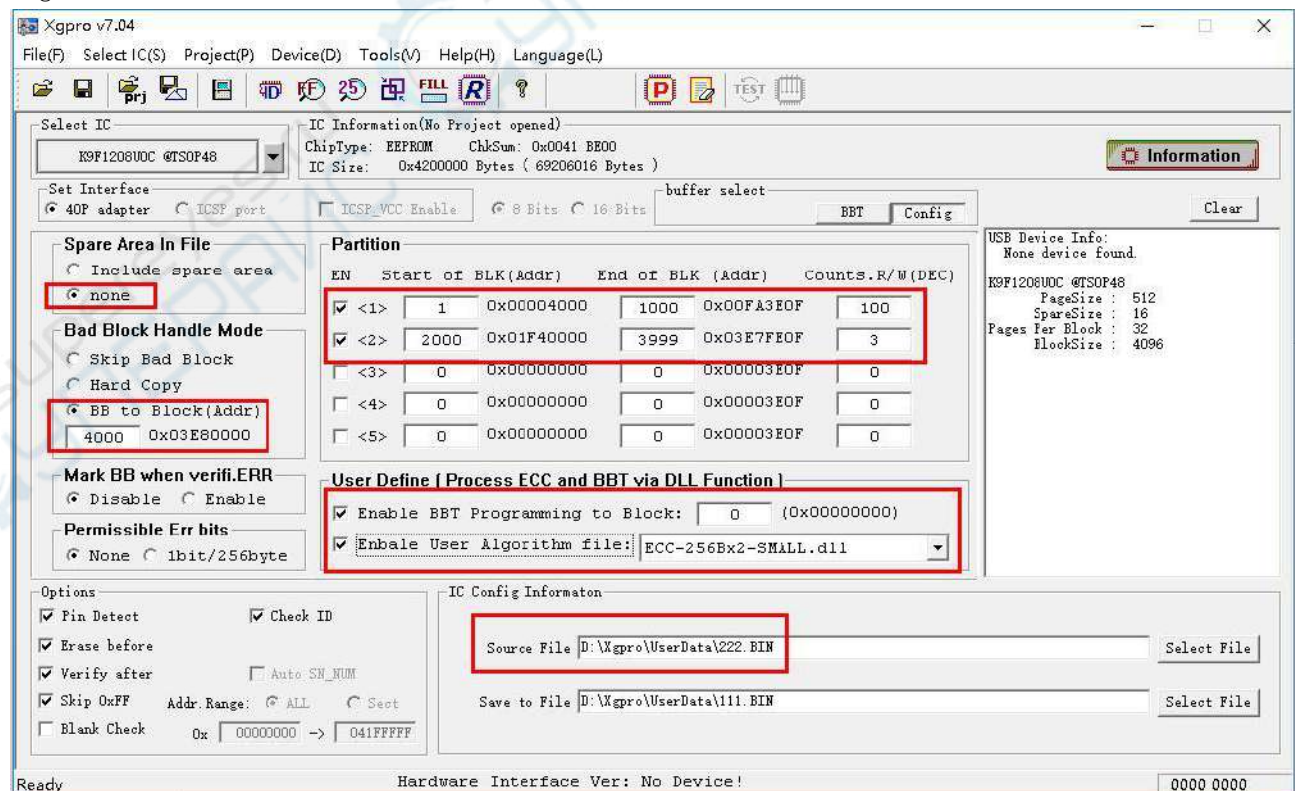 Xgpro v7.04
File(F) Select IC(S) Project(P) Device(D) Tools(V) Help(H) Language(L)
prj ID FF 25 FILL R ? P TEST
Select IC
K9F1208U0C @TSOP48
IC Information(No Project opened)
ChipType: EEPROM ChkSum: 0x0041 BE00
IC Size: 0x4200000 Bytes ( 69206016 Bytes )
Information
Set Interface
40P adapter ICSP port
ICSP_VCC Enable 8 Bits 16 Bits
buffer select
BBT Config
Clear
Spare Area In File
Include spare area
none
Bad Block Handle Mode
Skip Bad Block
Hard Copy
BB to Block(Addr)
4000 0x03E80000
Mark BB when verifi.ERR
Disable Enable
Permissible Err bits
None 1bit/256byte
Partition
EN Start of BLK(Addr) End of BLK (Addr) Counts.R/W(DEC)
<1> 1 0x00004000 1000 0x00FA3E0F 100
<2> 2000 0x01F40000 3999 0x03E7FE0F 3
<3> 0 0x00000000 0 0x00003E0F 0
<4> 0 0x00000000 0 0x00003E0F 0
<5> 0 0x00000000 0 0x00003E0F 0
User Define [ Process ECC and BBT via DLL Function ]
Enable BBT Programming to Block: 0 (0x00000000)
Enbale User Algorithm file: ECC-256Bx2-SMALL.dll
USB Device Info:
None device found.
K9F1208U0C @TSOP48
PageSize : 512
SpareSize : 16
Pages Per Block : 32
BlockSize : 4096
Options
Pin Detect Check ID
Erase before
Verify after Auto SN_NUM
Skip 0xFF Addr.Range: ALL Sect
Blank Check 0x 00000000 -> 041FFFFF
IC Config Informaton
Source File D:\Xgpro\UserData\222.BIN Select File
Save to File D:\Xgpro\UserData\111.BIN Select File
Ready Hardware Interface Ver: No Device! 0000 0000